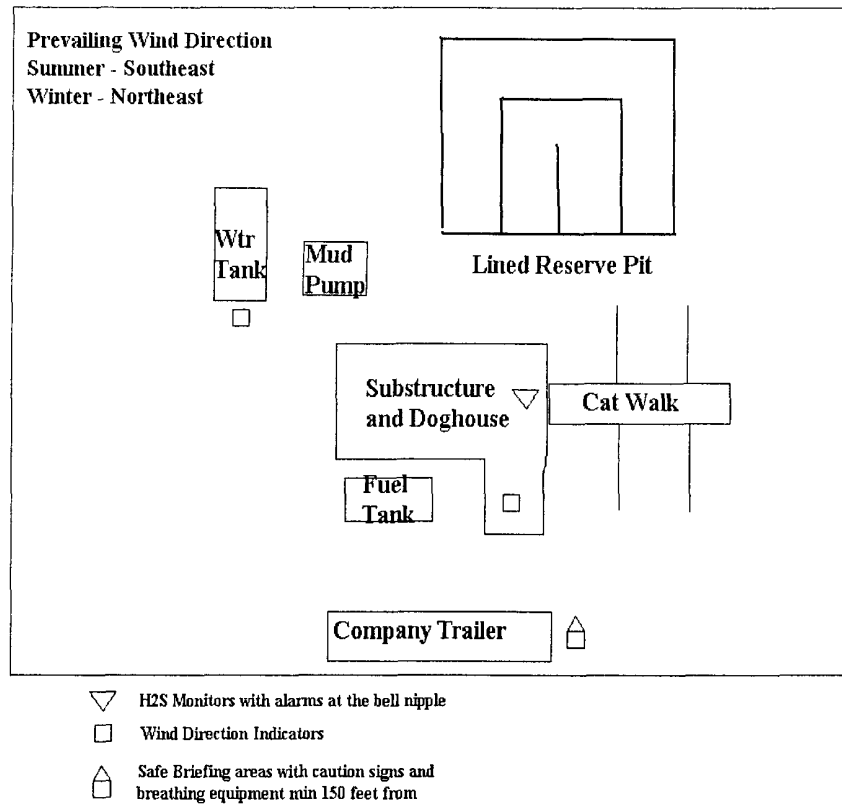 Prevailing Wind Direction
Summer - Southeast
Winter - Northeast
Wtr
Tank
Mud
Pump
Lined Reserve Pit
Substructure
and Doghouse
Cat Walk
Fuel
Tank
Company Trailer
H2S Monitors with alarms at the bell nipple
Wind Direction Indicators
Safe Briefing areas with caution signs and
breathing equipment min 150 feet from